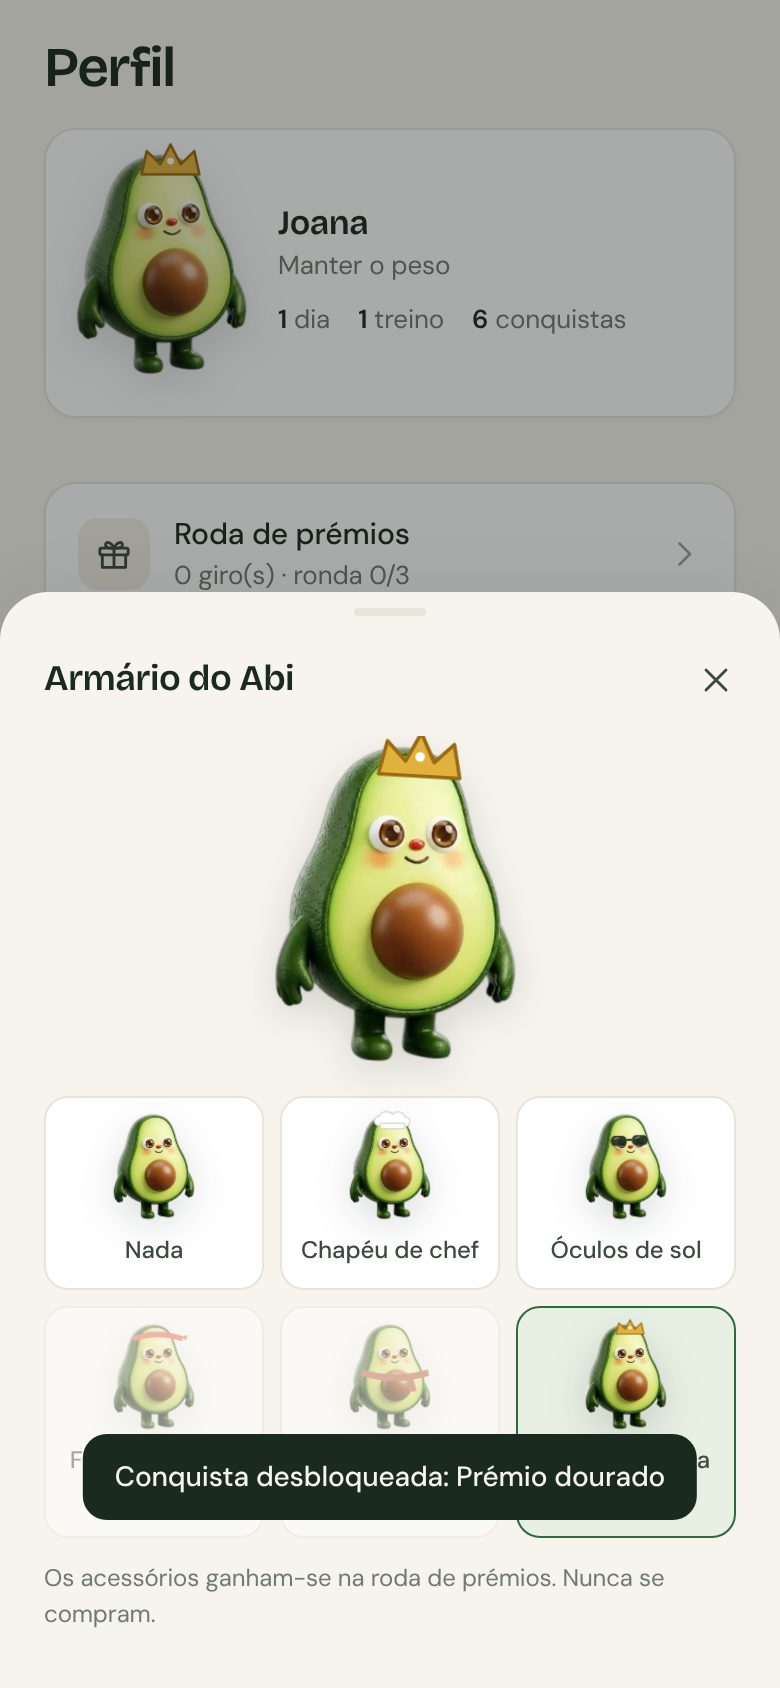 Perfil
Joana
Manter o peso
1 dia 1 treino 6 conquistas
Roda de prémios
0 giro(s) · ronda 0/3
Armário do Abi
Nada
Chapéu de chef
Óculos de sol
Conquista desbloqueada: Prémio dourado
Os acessórios ganham-se na roda de prémios. Nunca se
compram.